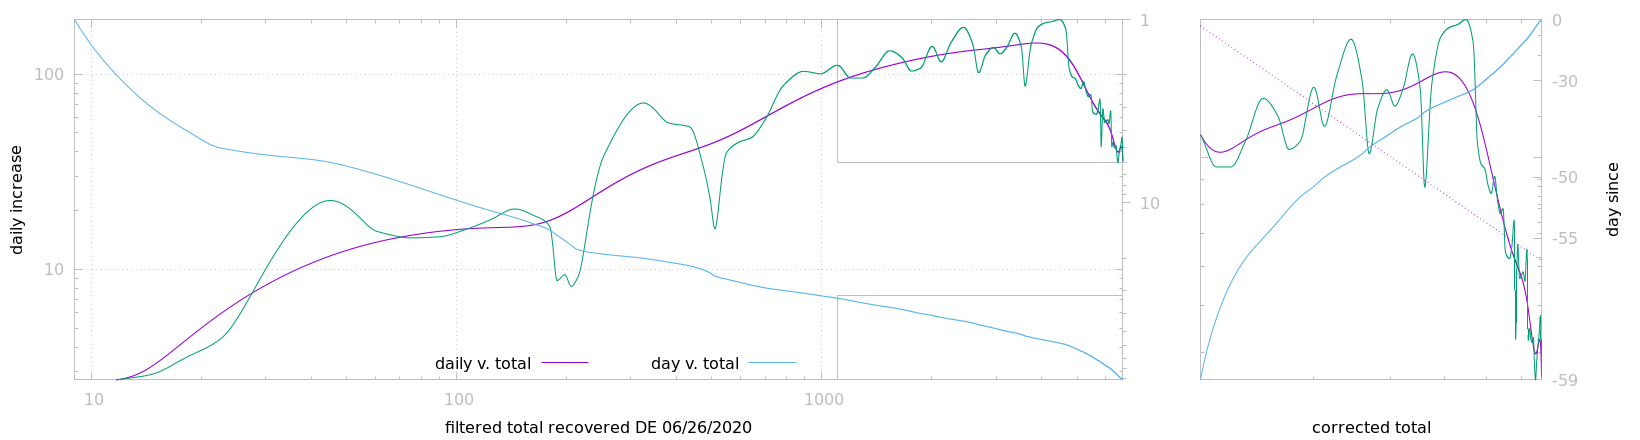 1
0
100
-30
daily increase
10
-50
day since
10
-55
daily v. total
day v. total
-59
10
100
1000
filtered total recovered DE 06/26/2020
corrected total